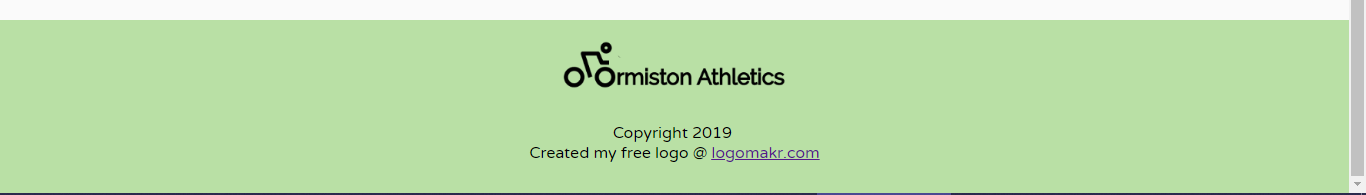 Ormiston Athletics
Copyright 2019
Created my free logo @ logomakr.com